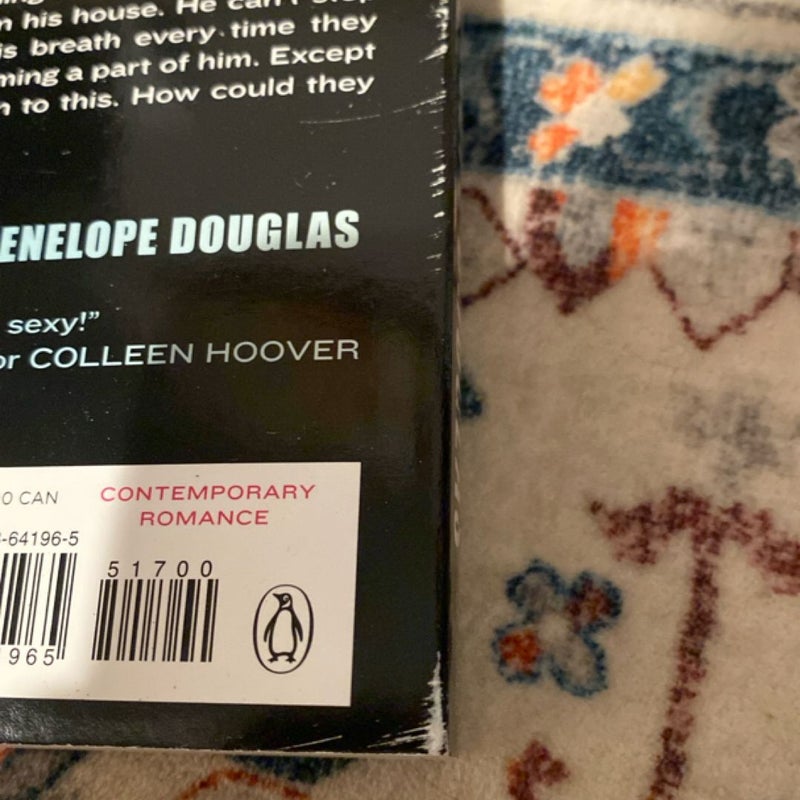 n his house. He can't stop
is breath every time they
ming a part of him. Except
n to this. How could they
ENELOPE DOUGLAS
sexy!”
or COLLEEN HOOVER
0 CAN
CONTEMPORARY
ROMANCE
-64196-5
51700
965